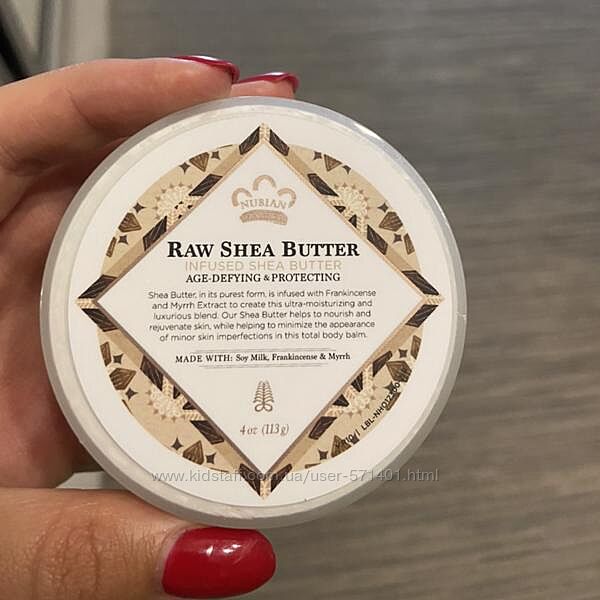 NUBIAN
RAW SHEA BUTTER
INFUSED SHEA BUTTER
AGE-DEFYING & PROTECTING
Shea Butter, in its purest form, is infused with Frankincense
and Myrrh Extract to create this ultra-moisturizing and
luxurious blend. Our Shea Butter helps to nourish and
rejuvenate skin, while helping to minimize the appearance
of minor skin imperfections in this total body balm.
MADE WITH: Soy Milk, Frankincense & Myrrh
4 oz (113 g)
www.kidstaff.com.ua/user-571401.html